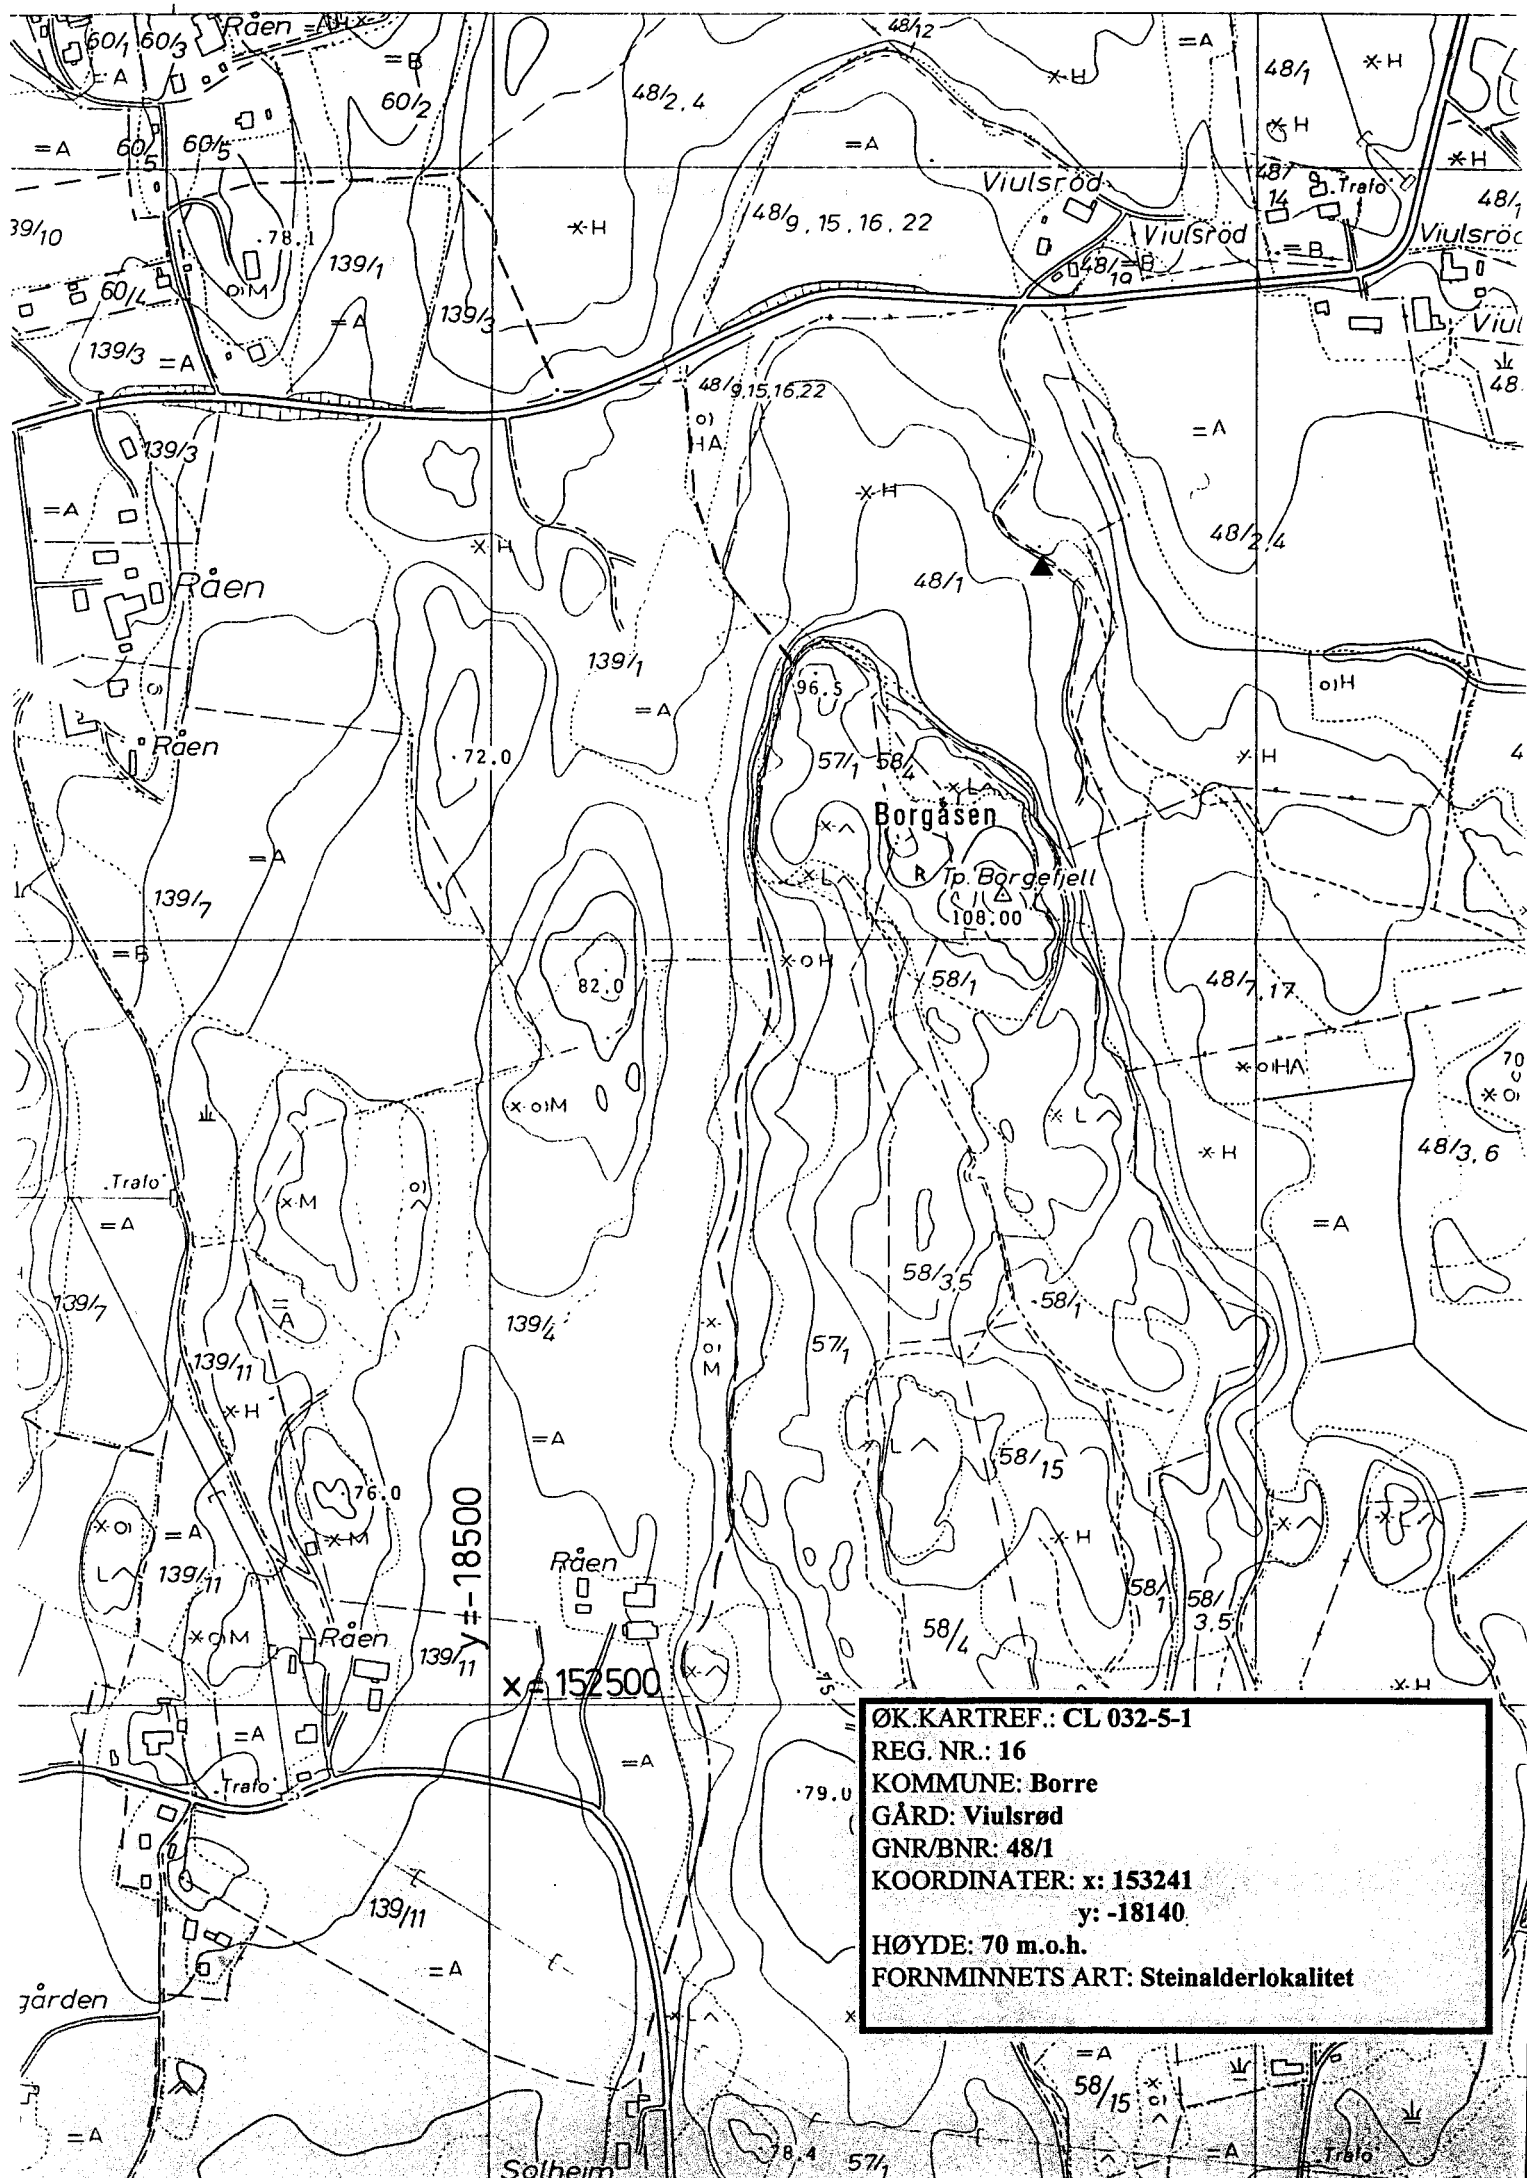 48/12
60/1 60/3 Råen =A
=A
=B
60/2
48/2,4
x-H
=A
48/1
x-H
x-H
=A
60/5 60/5
=A
x-H
Viulsröd
48/14
.Trafo
39/10
.78.1
139/1
x-H
48/9,15,16,22
Viulsröd
=B
48/19
=B
60/4
M
=A
139/3
139/3
=A
48/9,15,16,22
HA
139/3
=A
=A
x-H
x-H
48/2,4
Råen
48/1
139/1
H
96.5
=A
Råen
.72.0
57/1
58/4
x-H
x L
Borgåsen
=A
x L
R
Tp. Borgefjell
108.00
139/7
=B
82.0
x-OH
58/1
48/7,17
HA
M
L
x-H
48/3,6
.Trafo
x-M
=A
=A
139/7
=A
58/3,5
58/1
139/4
57/1
M
139/11
x-H
=A
L
58/15
76.0
x-M
=A
y=-18500
x-H
L
139/11
Råen
58/1
58/3,5
M
Råen
139/11
58/4
x=152500
75
x-H
=A
=A
.Trafo
.79.0
139/11
=A
gården
ØK.KARTREF.: CL 032-5-1
REG. NR.: 16
KOMMUNE: Borre
GÅRD: Viulsrød
GNR/BNR: 48/1
KOORDINATER: x: 153241
y: -18140
HØYDE: 70 m.o.h.
FORNMINNETS ART: Steinalderlokalitet
=A
58/15
=A
78.4
57/1
=A
.Trafo
Solheim